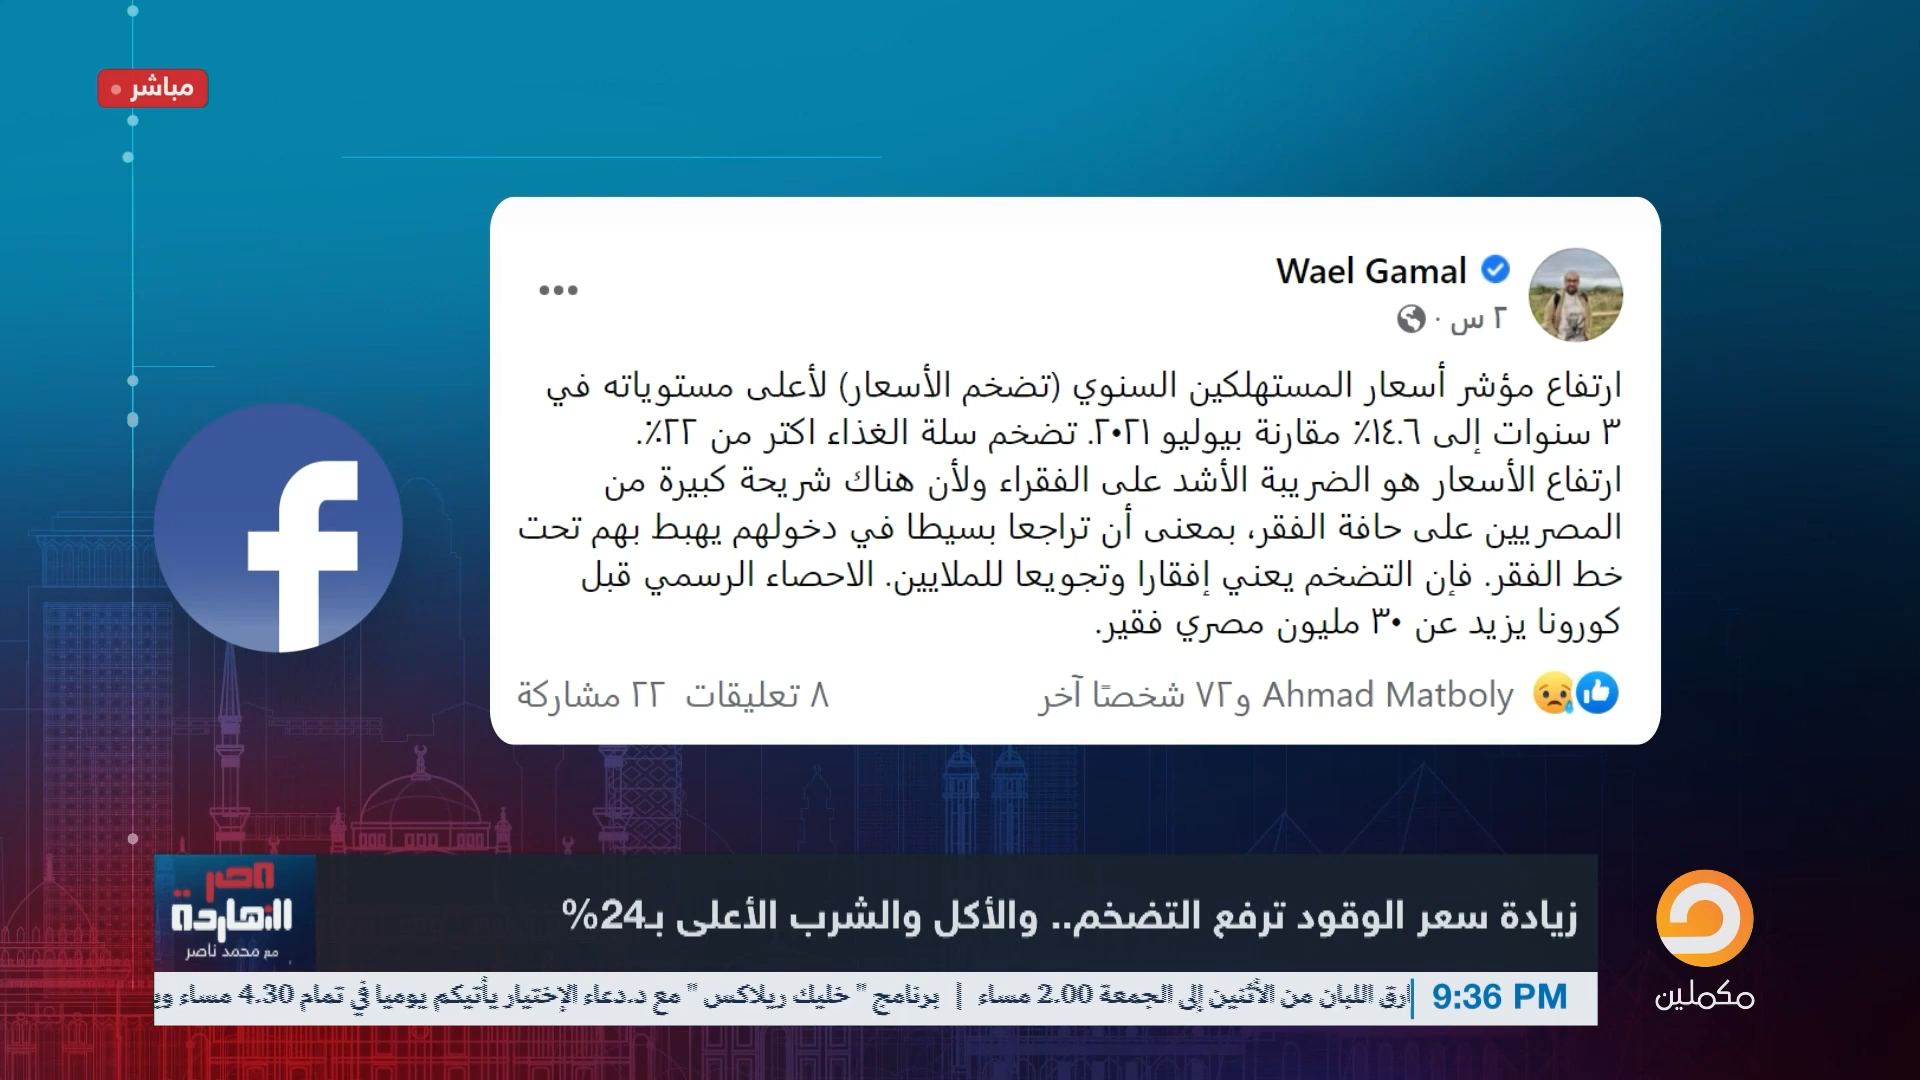 مباشر
Wael Gamal
٢ س
ارتفاع مؤشر أسعار المستهلكين السنوي (تضخم الأسعار) لأعلى مستوياته في
٣ سنوات إلى ١٤.٦٪ مقارنة بيوليو ٢٠٢١. تضخم سلة الغذاء اكتر من ٢٢٪.
ارتفاع الأسعار هو الضريبة الأشد على الفقراء ولأن هناك شريحة كبيرة من
المصريين على حافة الفقر، بمعنى أن تراجعا بسيطا في دخولهم يهبط بهم تحت
خط الفقر. فإن التضخم يعني إفقارا وتجويعا للملايين. الاحصاء الرسمي قبل
كورونا يزيد عن ٣٠ مليون مصري فقير.
Ahmad Matboly و٧٢ شخصًا آخر
٨ تعليقات ٢٢ مشاركة
زيادة سعر الوقود ترفع التضخم.. والأكل والشرب الأعلى بـ24%
مصر
النهاردة
مع محمد ناصر
9:36 PM
اللبان من الأثنين إلى الجمعة 2.00 مساء | برنامج " خليك ريلاكس " مع د.دعاء الإختيار يأتيكم يوميا في تمام 4.30 مساء
مكملين